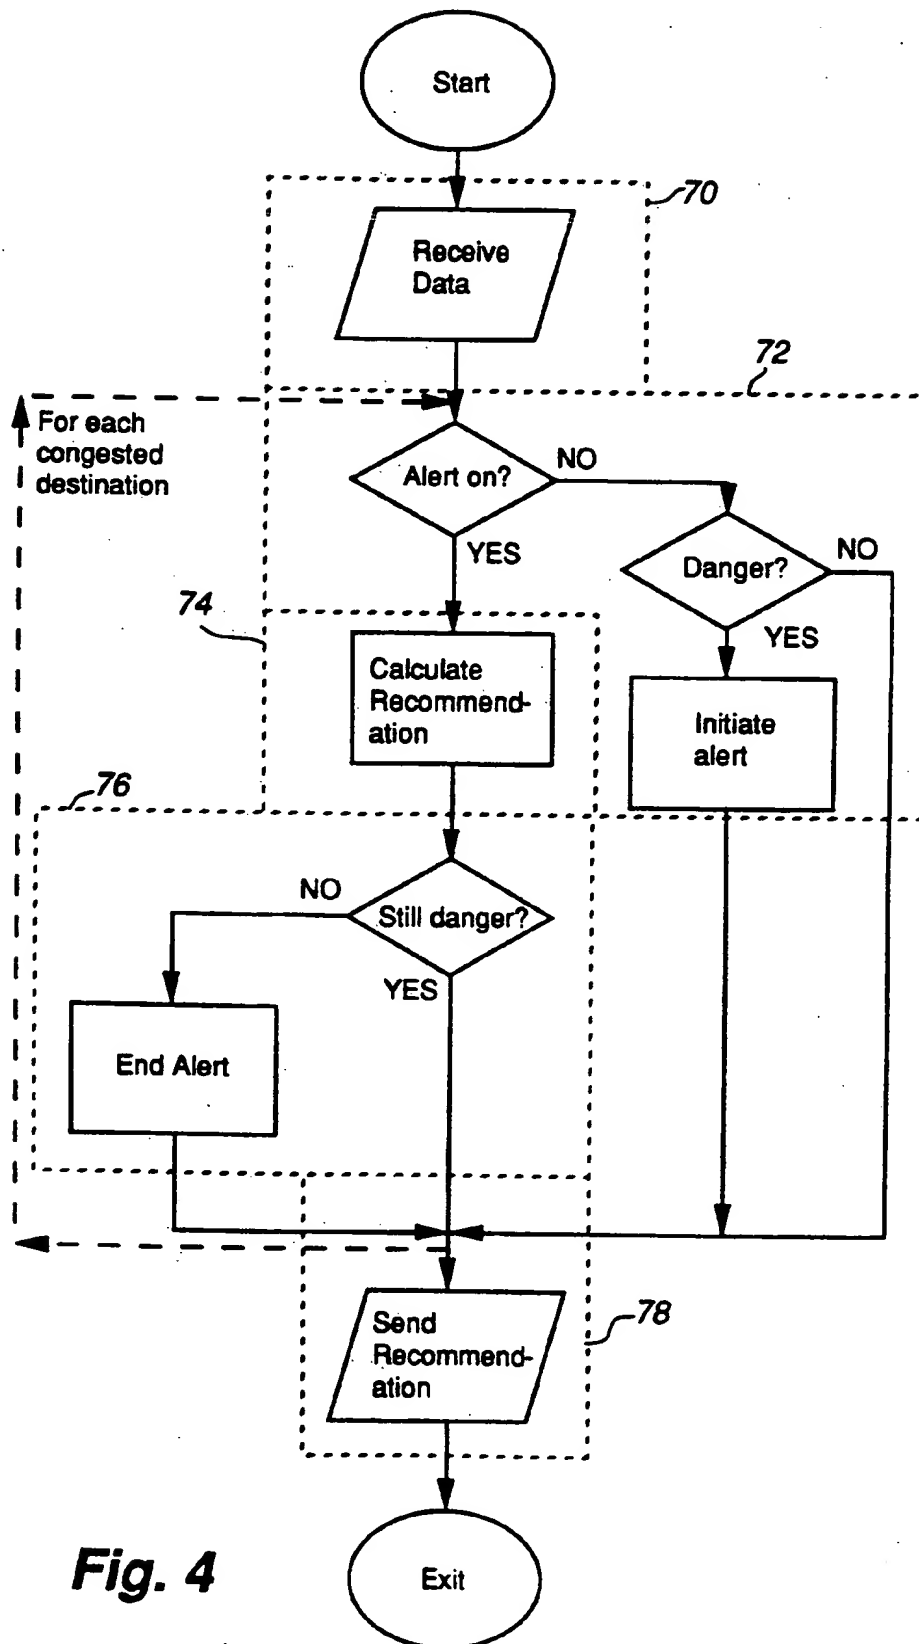 Start
70
Receive
Data
72
For each
congested
destination
Alert on?
NO
YES
Danger?
NO
YES
74
Calculate
Recommend-
ation
Initiate
alert
76
NO
Still danger?
YES
End Alert
78
Send
Recommend-
ation
Fig. 4
Exit